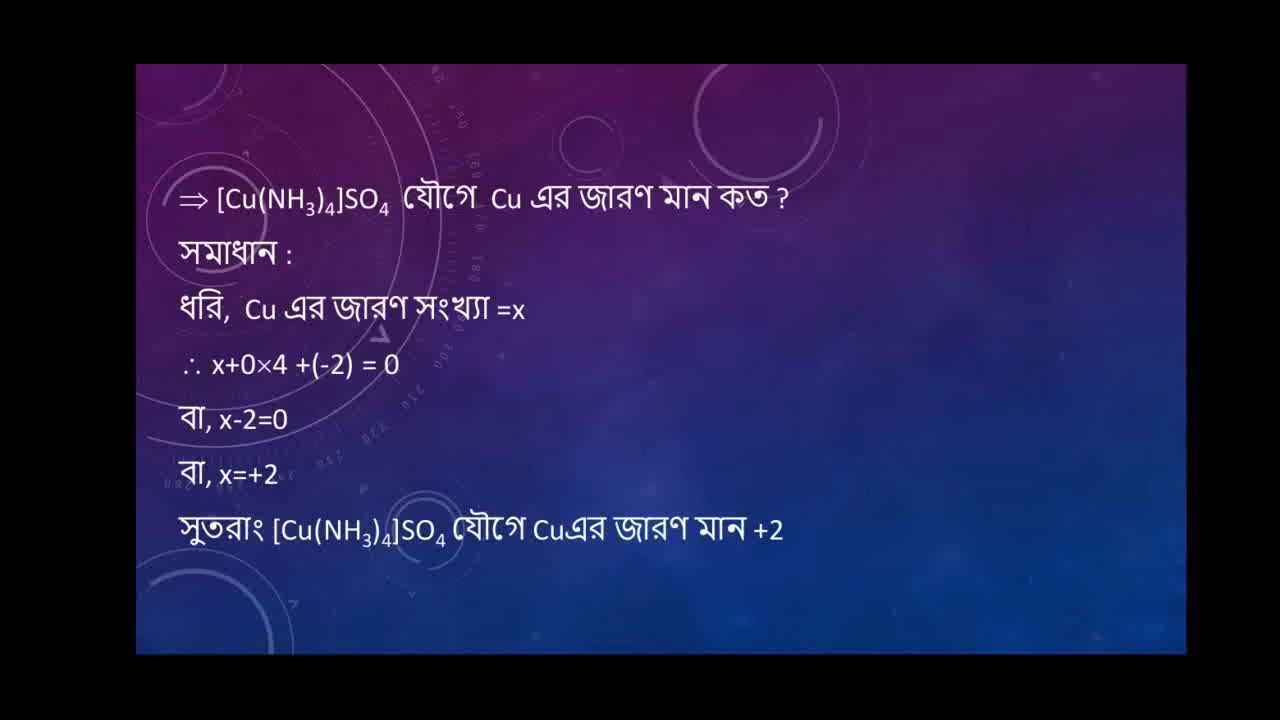 ⇒ [Cu(NH₃)₄]SO₄ যৌগে Cu এর জারণ মান কত ?
সমাধান :
ধরি, Cu এর জারণ সংখ্যা =x
∴ x+0×4 +(-2) = 0
বা, x-2=0
বা, x=+2
সুতরাং [Cu(NH₃)₄]SO₄ যৌগে Cuএর জারণ মান +2